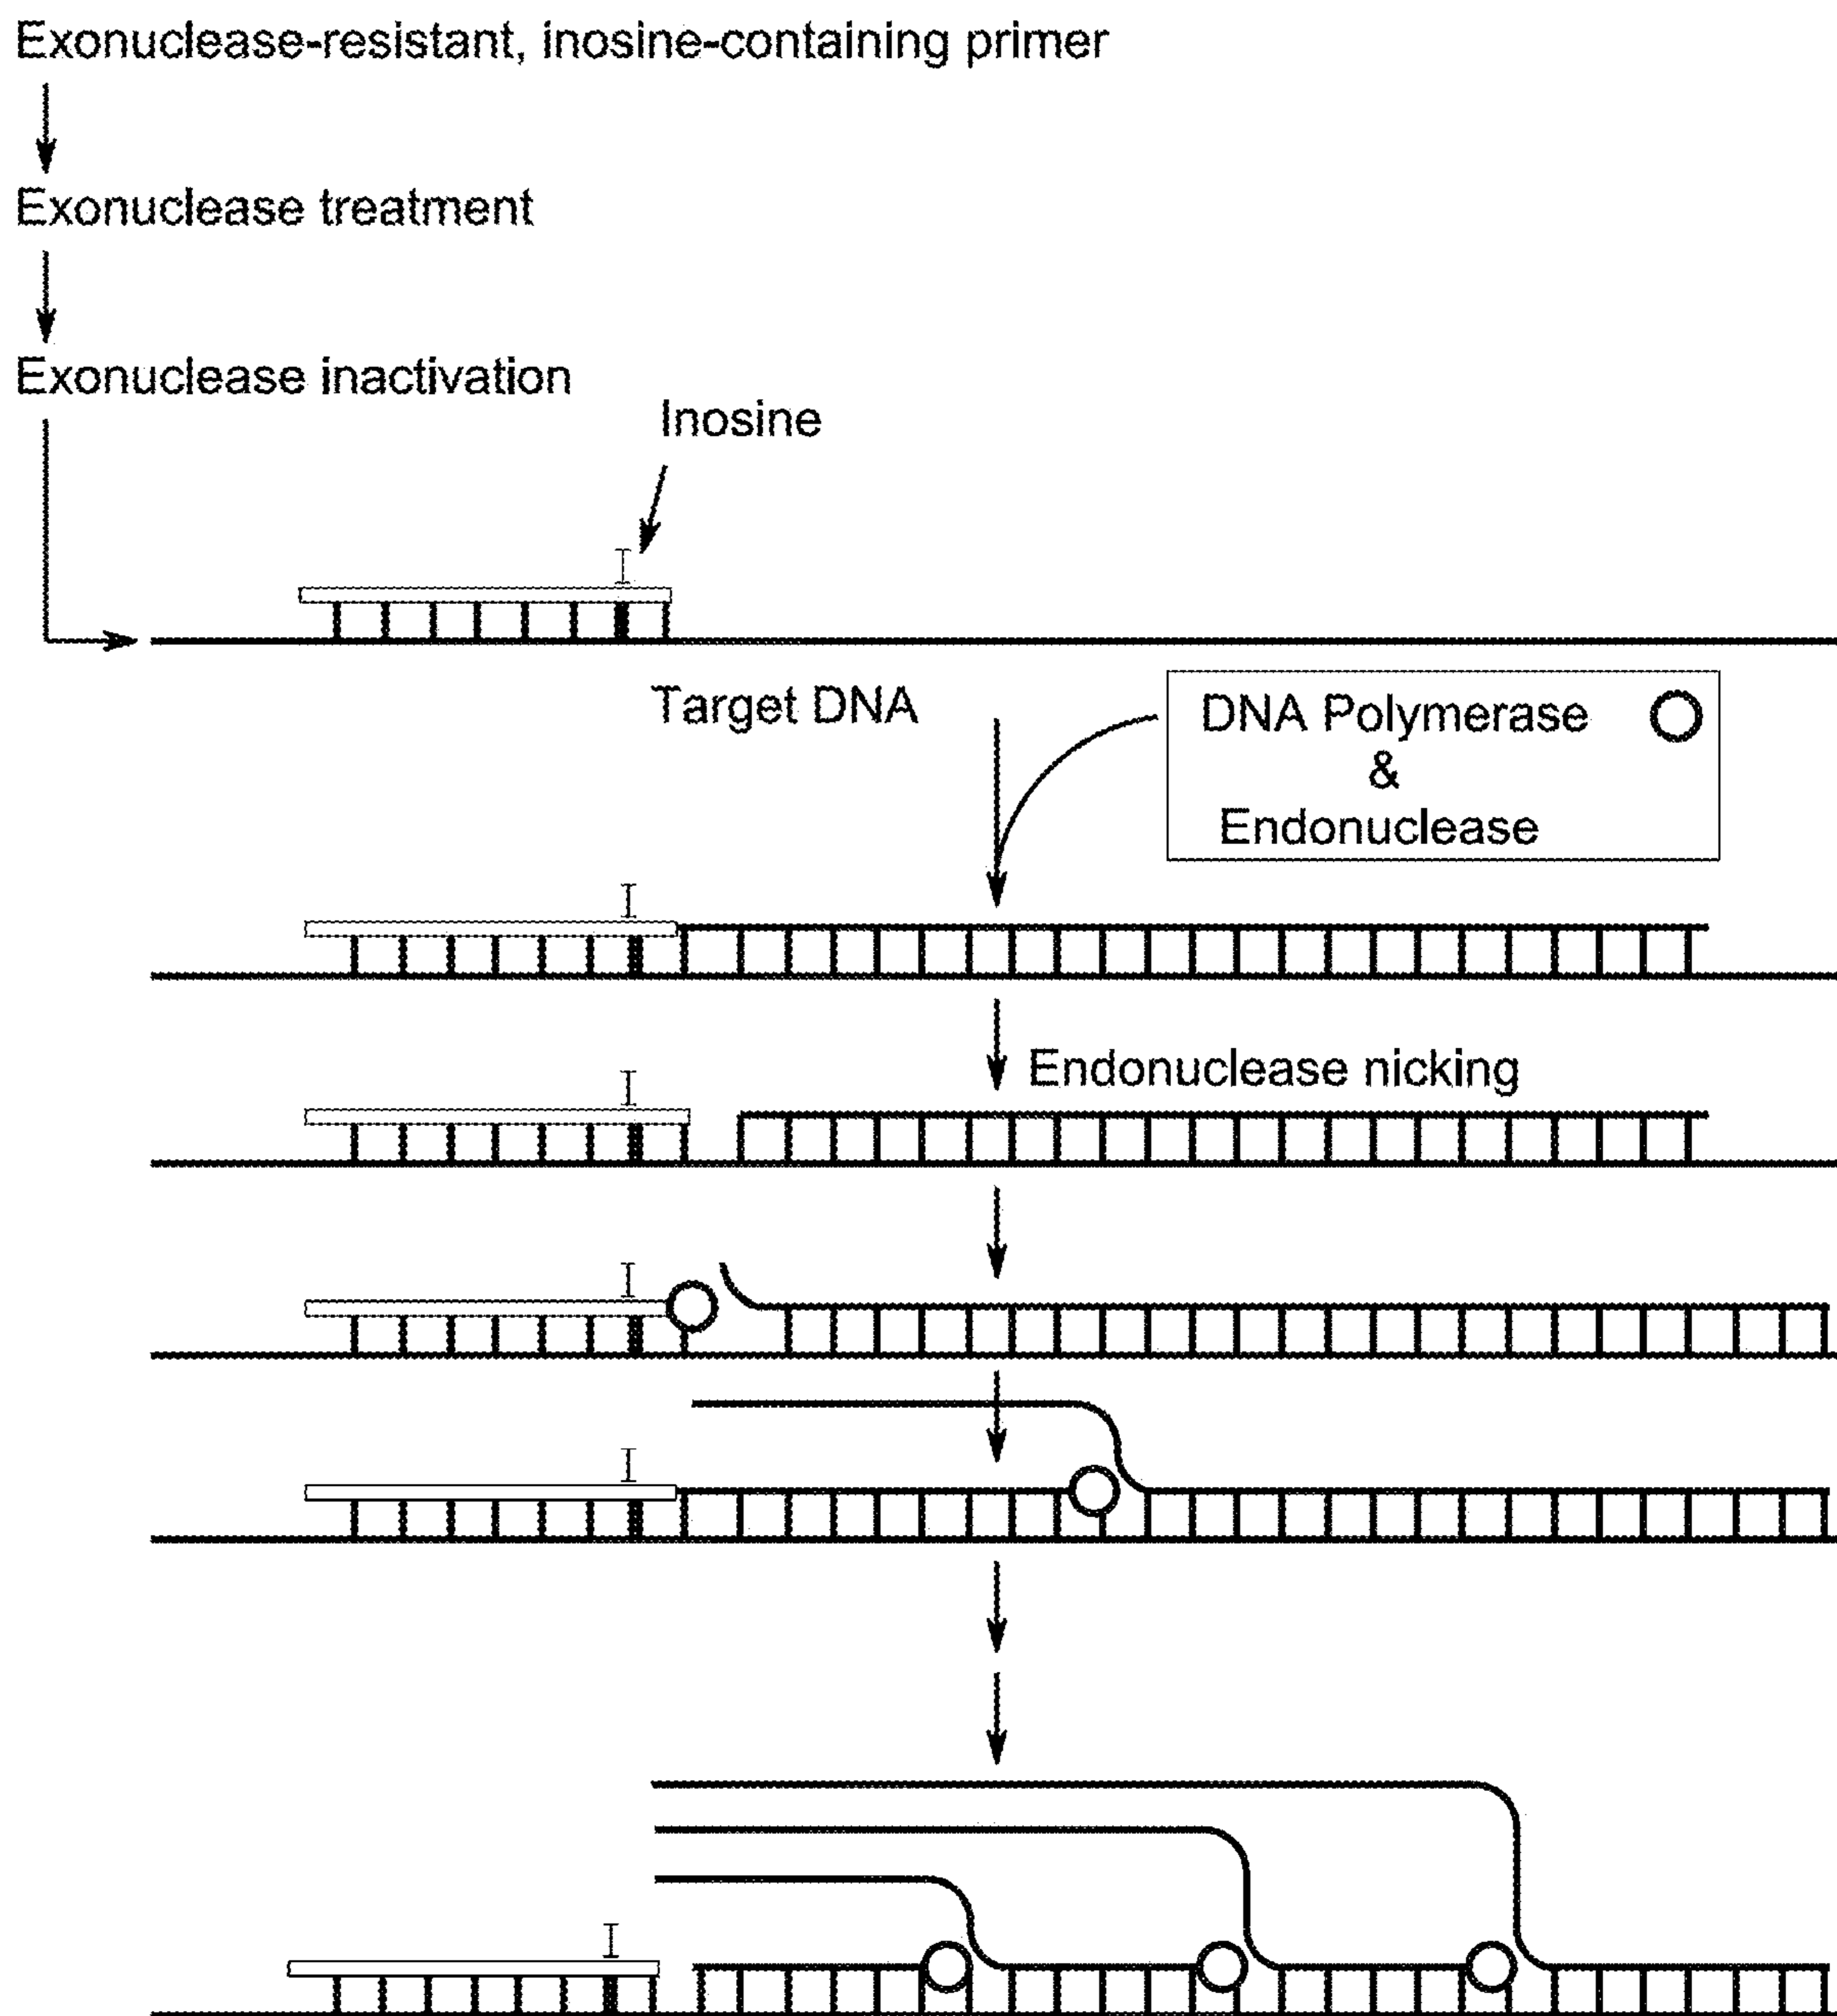 Exonuclease-resistant, inosine-containing primer
Exonuclease treatment
Exonuclease inactivation
Inosine
I
Target DNA
DNA Polymerase
&
Endonuclease
I
Endonuclease nicking
I
I
I
I